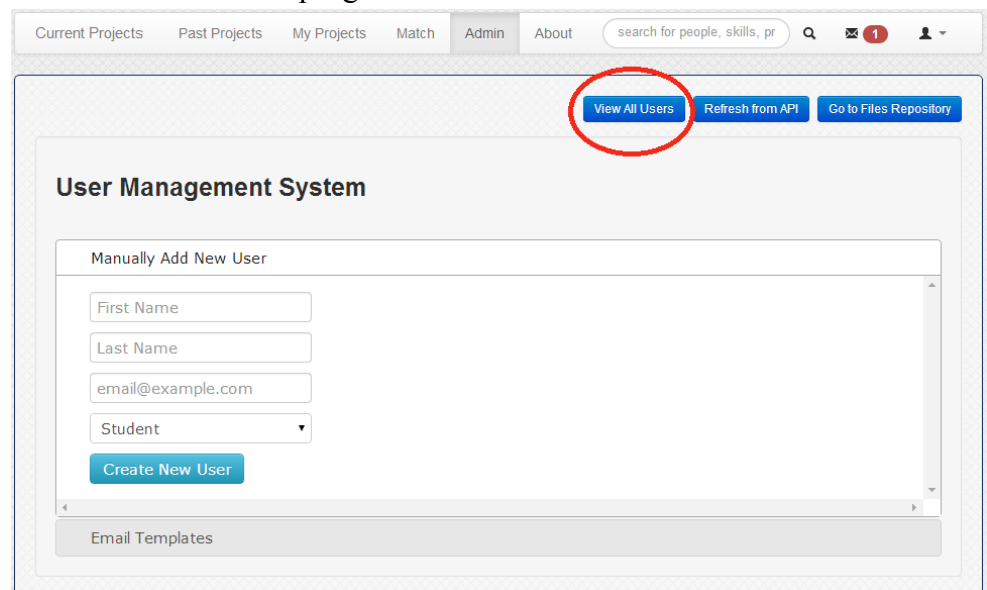 Current Projects Past Projects My Projects Match Admin About search for people, skills, pr 1
View All Users Refresh from API Go to Files Repository
User Management System
Manually Add New User
First Name
Last Name
email@example.com
Student
Create New User
Email Templates